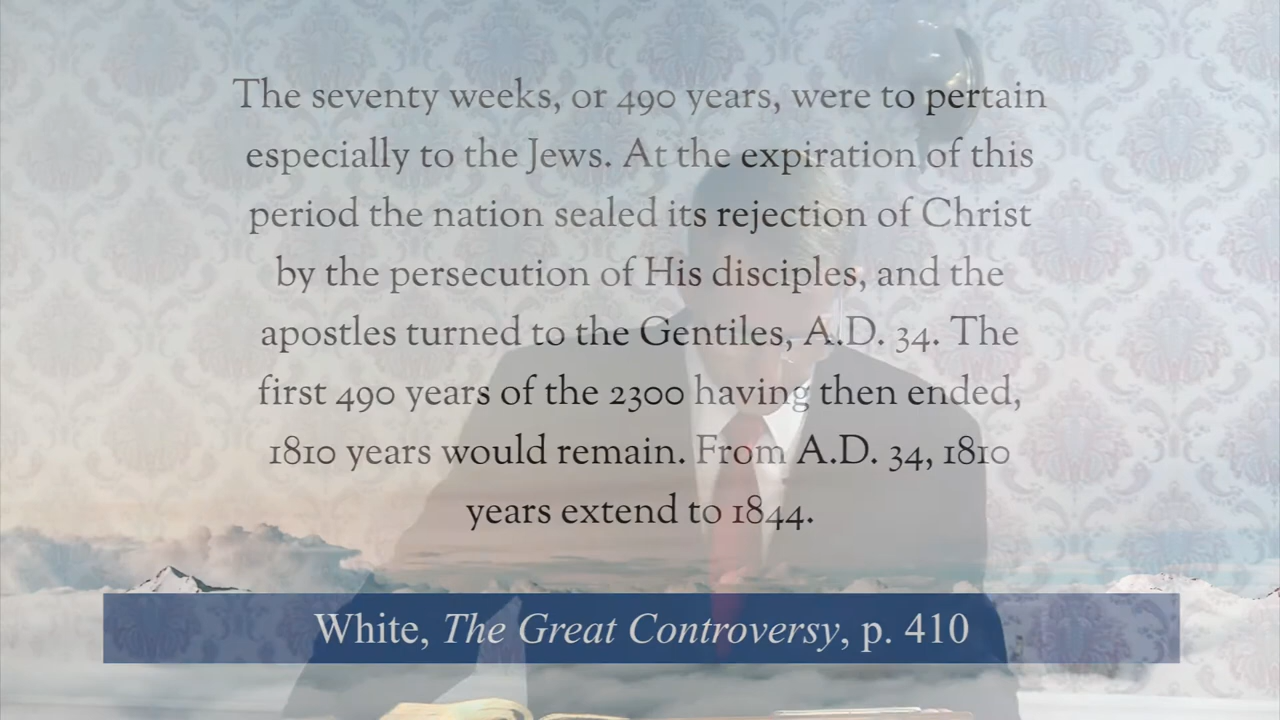 The seventy weeks, or 490 years, were to pertain
especially to the Jews. At the expiration of this
period the nation sealed its rejection of Christ
by the persecution of His disciples, and the
apostles turned to the Gentiles, A.D. 34. The
first 490 years of the 2300 having then ended,
1810 years would remain. From A.D. 34, 1810
years extend to 1844.
White, The Great Controversy, p. 410